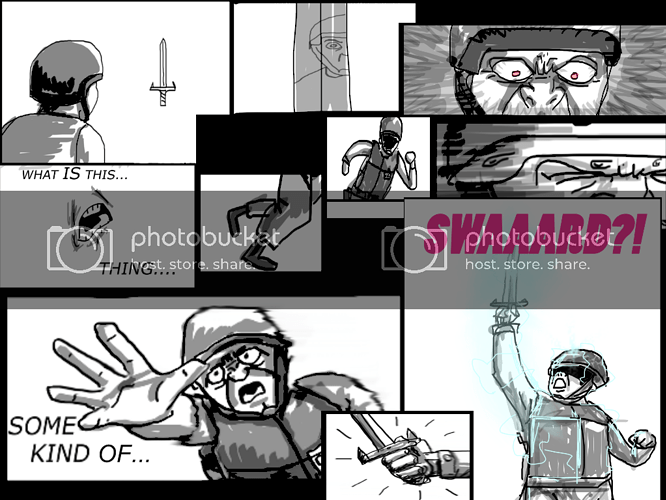 WHAT IS THIS...
THING....
SOME
KIND OF...
SWAAARD?!
photobucket
host. store. share.
photobucket
host. store. share.